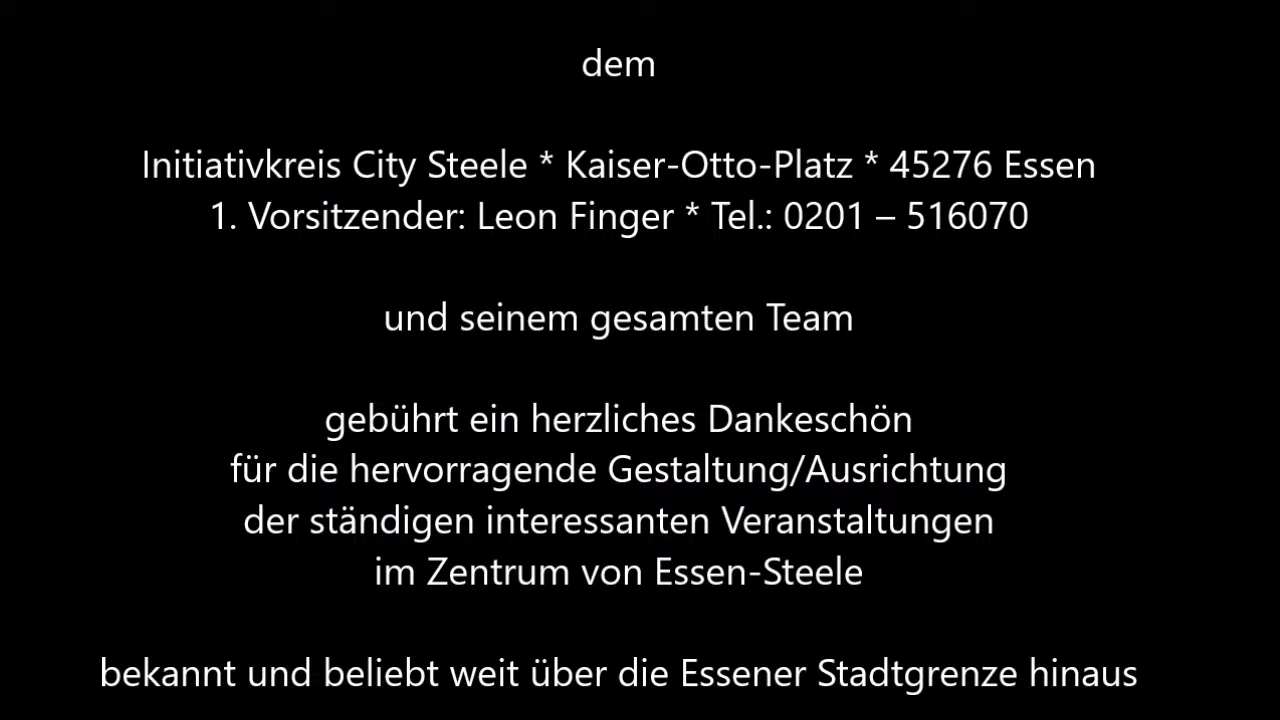 dem
Initiativkreis City Steele * Kaiser-Otto-Platz * 45276 Essen
1. Vorsitzender: Leon Finger * Tel.: 0201 – 516070
und seinem gesamten Team
gebührt ein herzliches Dankeschön
für die hervorragende Gestaltung/Ausrichtung
der ständigen interessanten Veranstaltungen
im Zentrum von Essen-Steele
bekannt und beliebt weit über die Essener Stadtgrenze hinaus